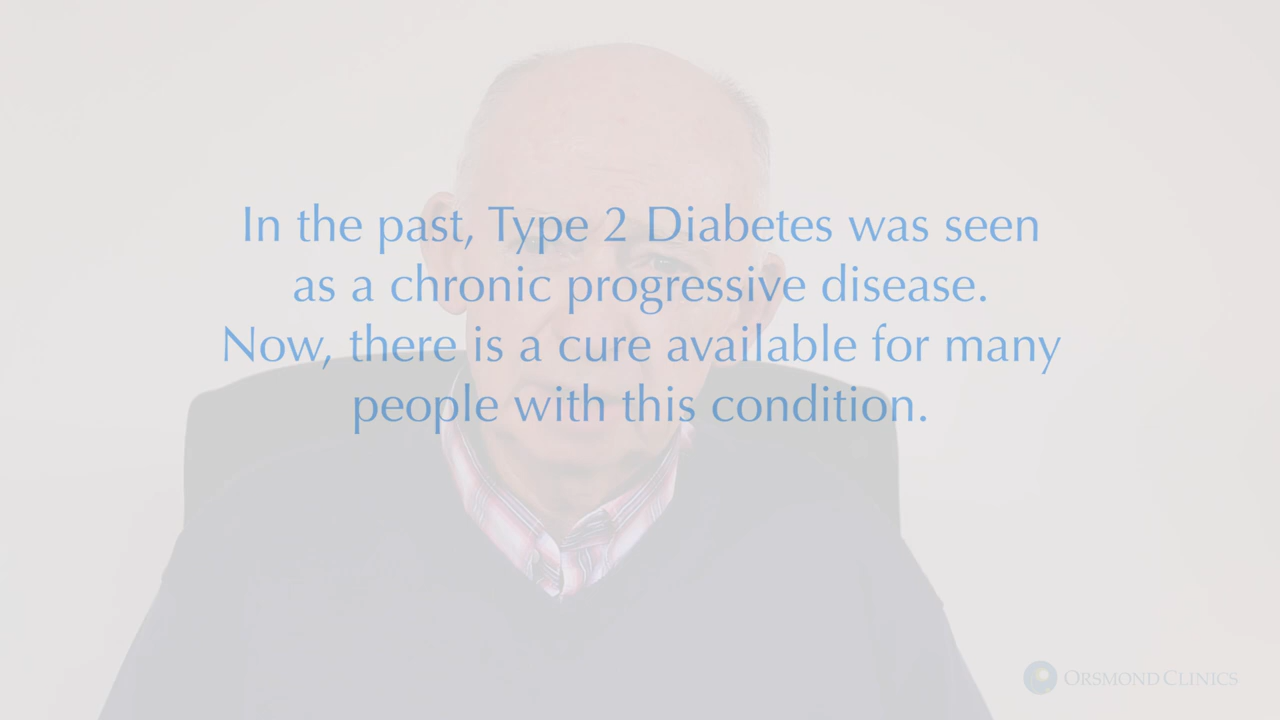 In the past, Type 2 Diabetes was seen
as a chronic progressive disease.
Now, there is a cure available for many
people with this condition.
ORSMOND CLINICS